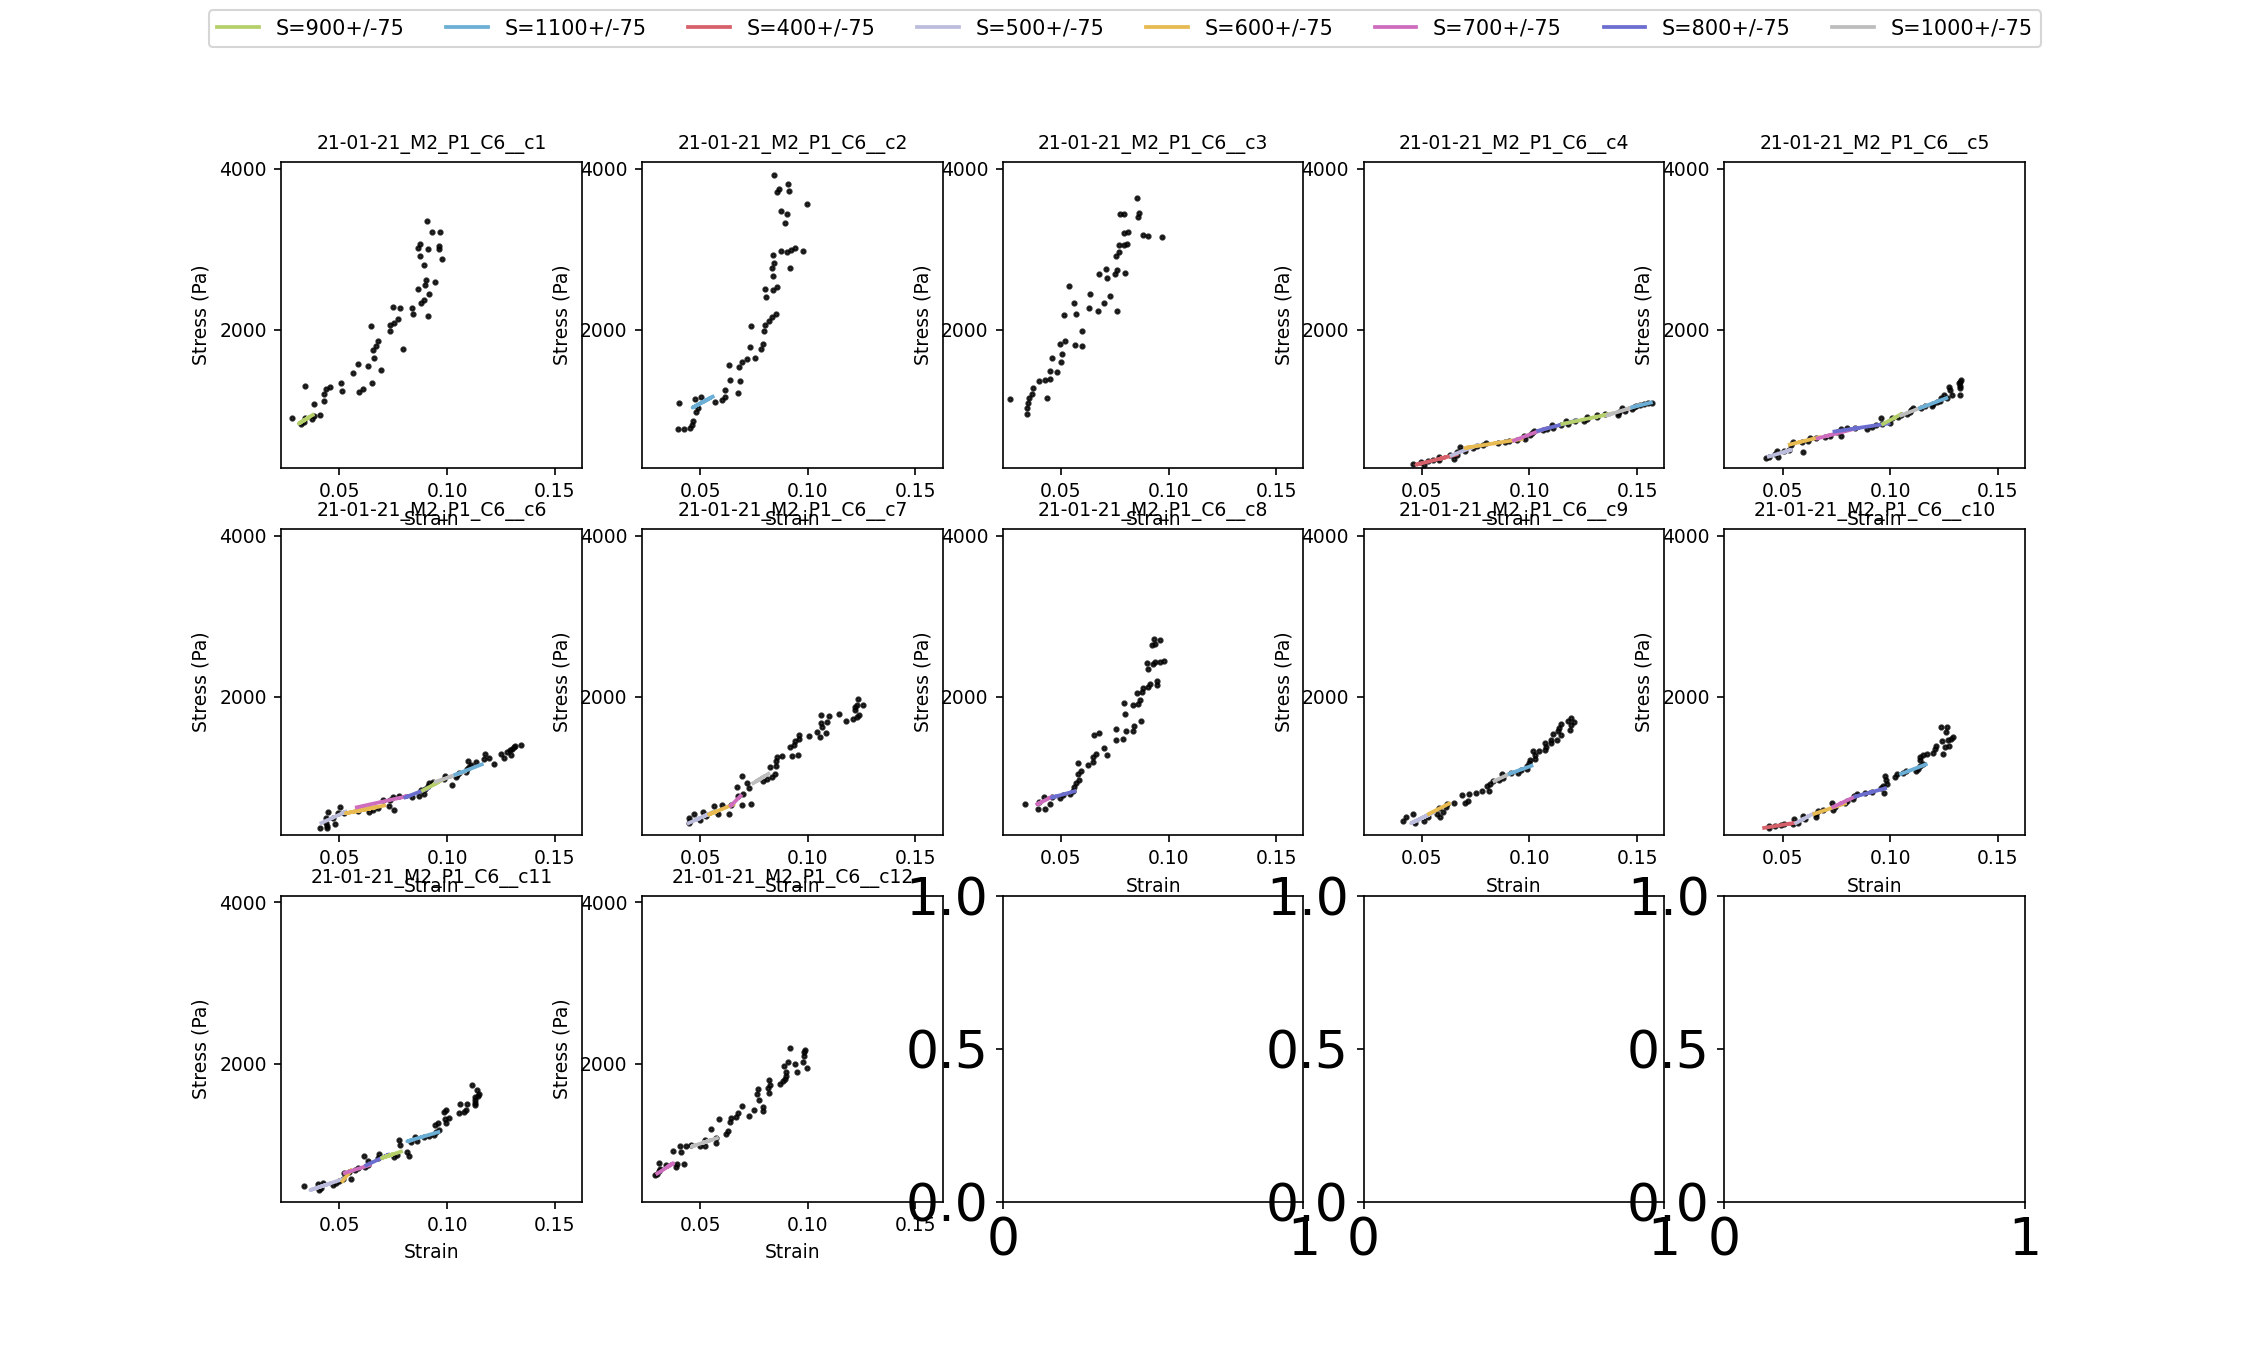 S=900+/-75 S=1100+/-75 S=400+/-75 S=500+/-75 S=600+/-75 S=700+/-75 S=800+/-75 S=1000+/-75
21-01-21_M2_P1_C6__c1 21-01-21_M2_P1_C6__c2 21-01-21_M2_P1_C6__c3 21-01-21_M2_P1_C6__c4 21-01-21_M2_P1_C6__c5
4000 4000 4000 4000 4000
Stress (Pa) Stress (Pa) Stress (Pa) Stress (Pa) Stress (Pa)
2000 2000 2000 2000 2000
0.05 0.10 0.15 0.05 0.10 0.15 0.05 0.10 0.15 0.05 0.10 0.15 0.05 0.10 0.15
Strain Strain Strain Strain Strain
21-01-21_M2_P1_C6__c6 21-01-21_M2_P1_C6__c7 21-01-21_M2_P1_C6__c8 21-01-21_M2_P1_C6__c9 21-01-21_M2_P1_C6__c10
4000 4000 4000 4000 4000
Stress (Pa) Stress (Pa) Stress (Pa) Stress (Pa) Stress (Pa)
2000 2000 2000 2000 2000
0.05 0.10 0.15 0.05 0.10 0.15 0.05 0.10 0.15 0.05 0.10 0.15 0.05 0.10 0.15
Strain Strain Strain Strain Strain
21-01-21_M2_P1_C6__c11 21-01-21_M2_P1_C6__c12
4000 4000 1.0 1.0 1.0
Stress (Pa) Stress (Pa)
2000 2000 0.5 0.5 0.5
0.0 0.0 0.0
0.05 0.10 0.15 0.05 0.10 0.15 0 1 0 1 0 1
Strain Strain